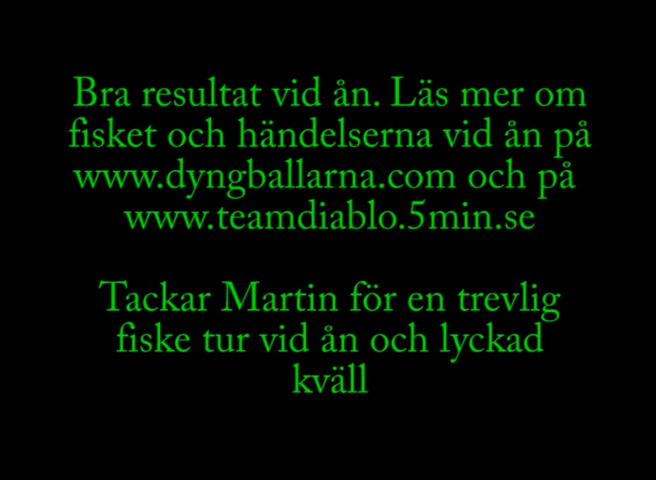 Bra resultat vid ån. Läs mer om
fisket och händelserna vid ån på
www.dyngballarna.com och på
www.teamdiablo.5min.se
Tackar Martin för en trevlig
fiske tur vid ån och lyckad
kväll